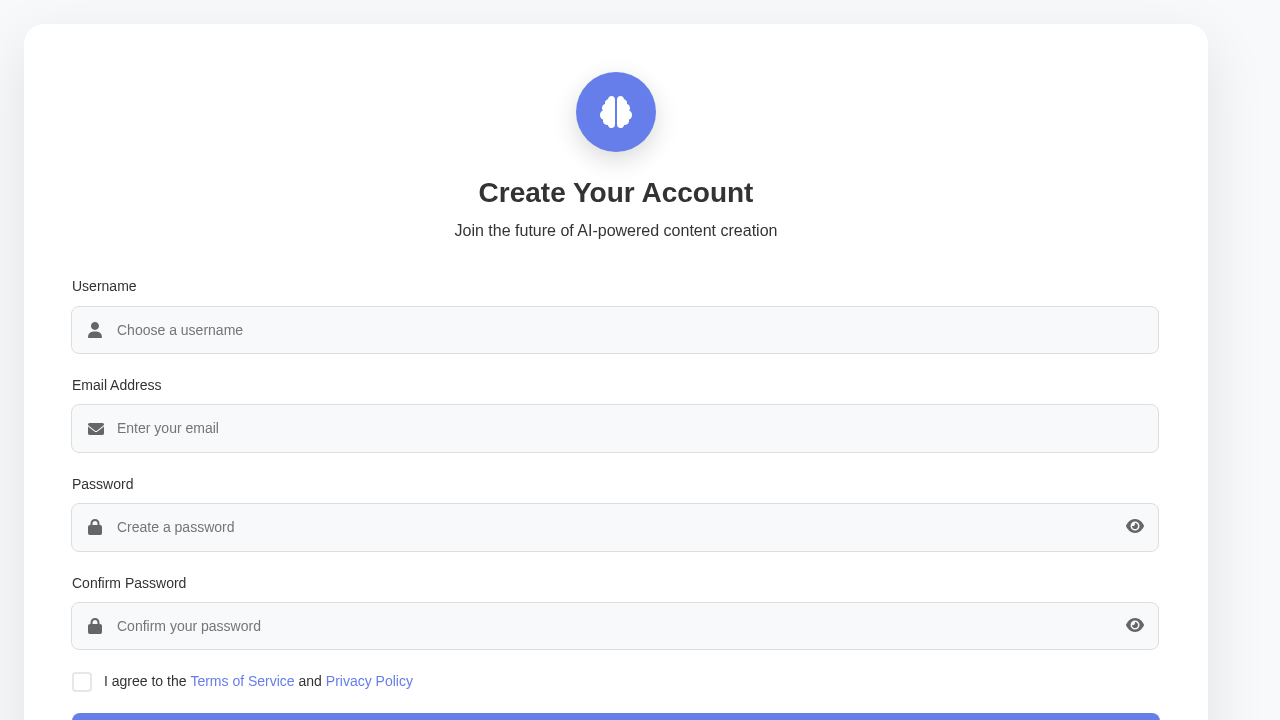 Create Your Account
Join the future of AI-powered content creation
Username
Choose a username
Email Address
Enter your email
Password
Create a password
Confirm Password
Confirm your password
I agree to the Terms of Service and Privacy Policy